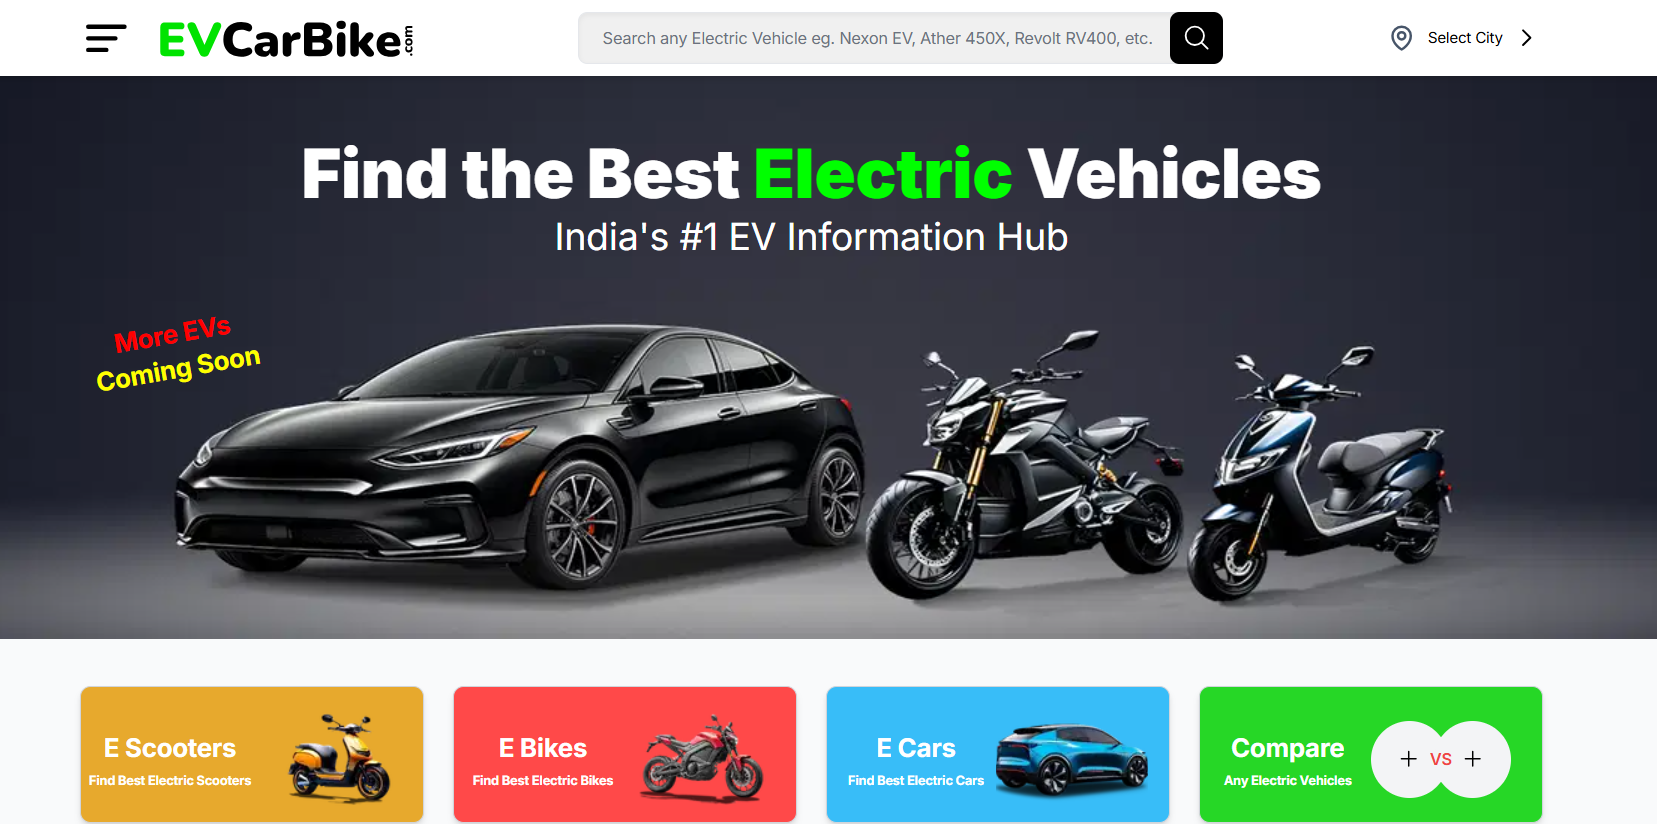 EVCarBike.com
Search any Electric Vehicle eg. Nexon EV, Ather 450X, Revolt RV400, etc.
Select City
Find the Best Electric Vehicles
India's #1 EV Information Hub
More EVs
Coming Soon
E Scooters
Find Best Electric Scooters
E Bikes
Find Best Electric Bikes
E Cars
Find Best Electric Cars
Compare
Any Electric Vehicles
+ VS +